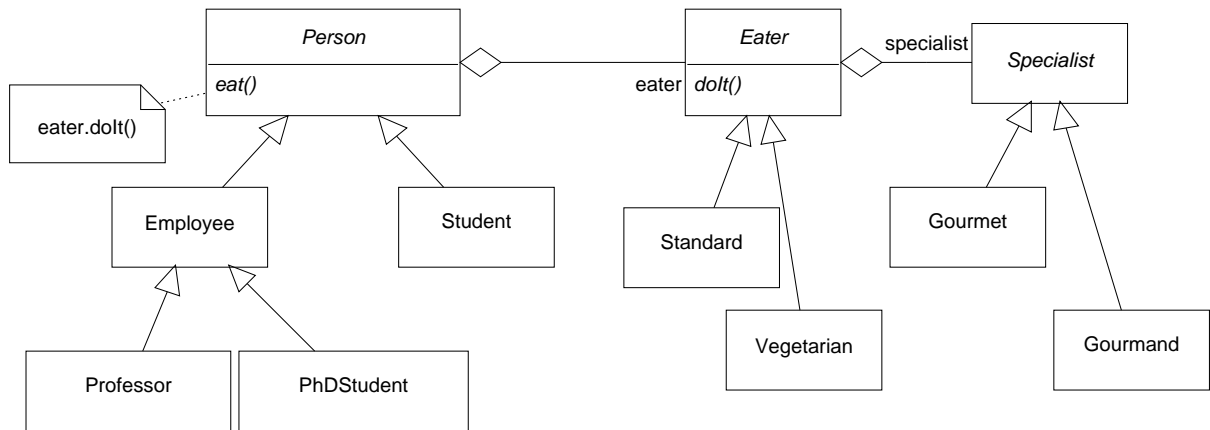 Person
eat()
eater.doIt()
eater
Eater
doIt()
specialist
Specialist
Employee
Student
Standard
Gourmet
Professor
PhDStudent
Vegetarian
Gourmand